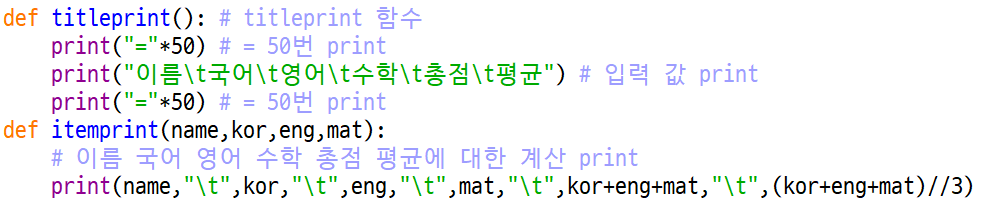 def titleprint(): # titleprint 함수
    print("="*50) # = 50번 print
    print("이름\t국어\t영어\t수학\t총점\t평균") # 입력 값 print
    print("="*50) # = 50번 print
def itemprint(name,kor,eng,mat):
    # 이름 국어 영어 수학 총점 평균에 대한 계산 print
    print(name,"\t",kor,"\t",eng,"\t",mat,"\t",kor+eng+mat,"\t",(kor+eng+mat)//3)